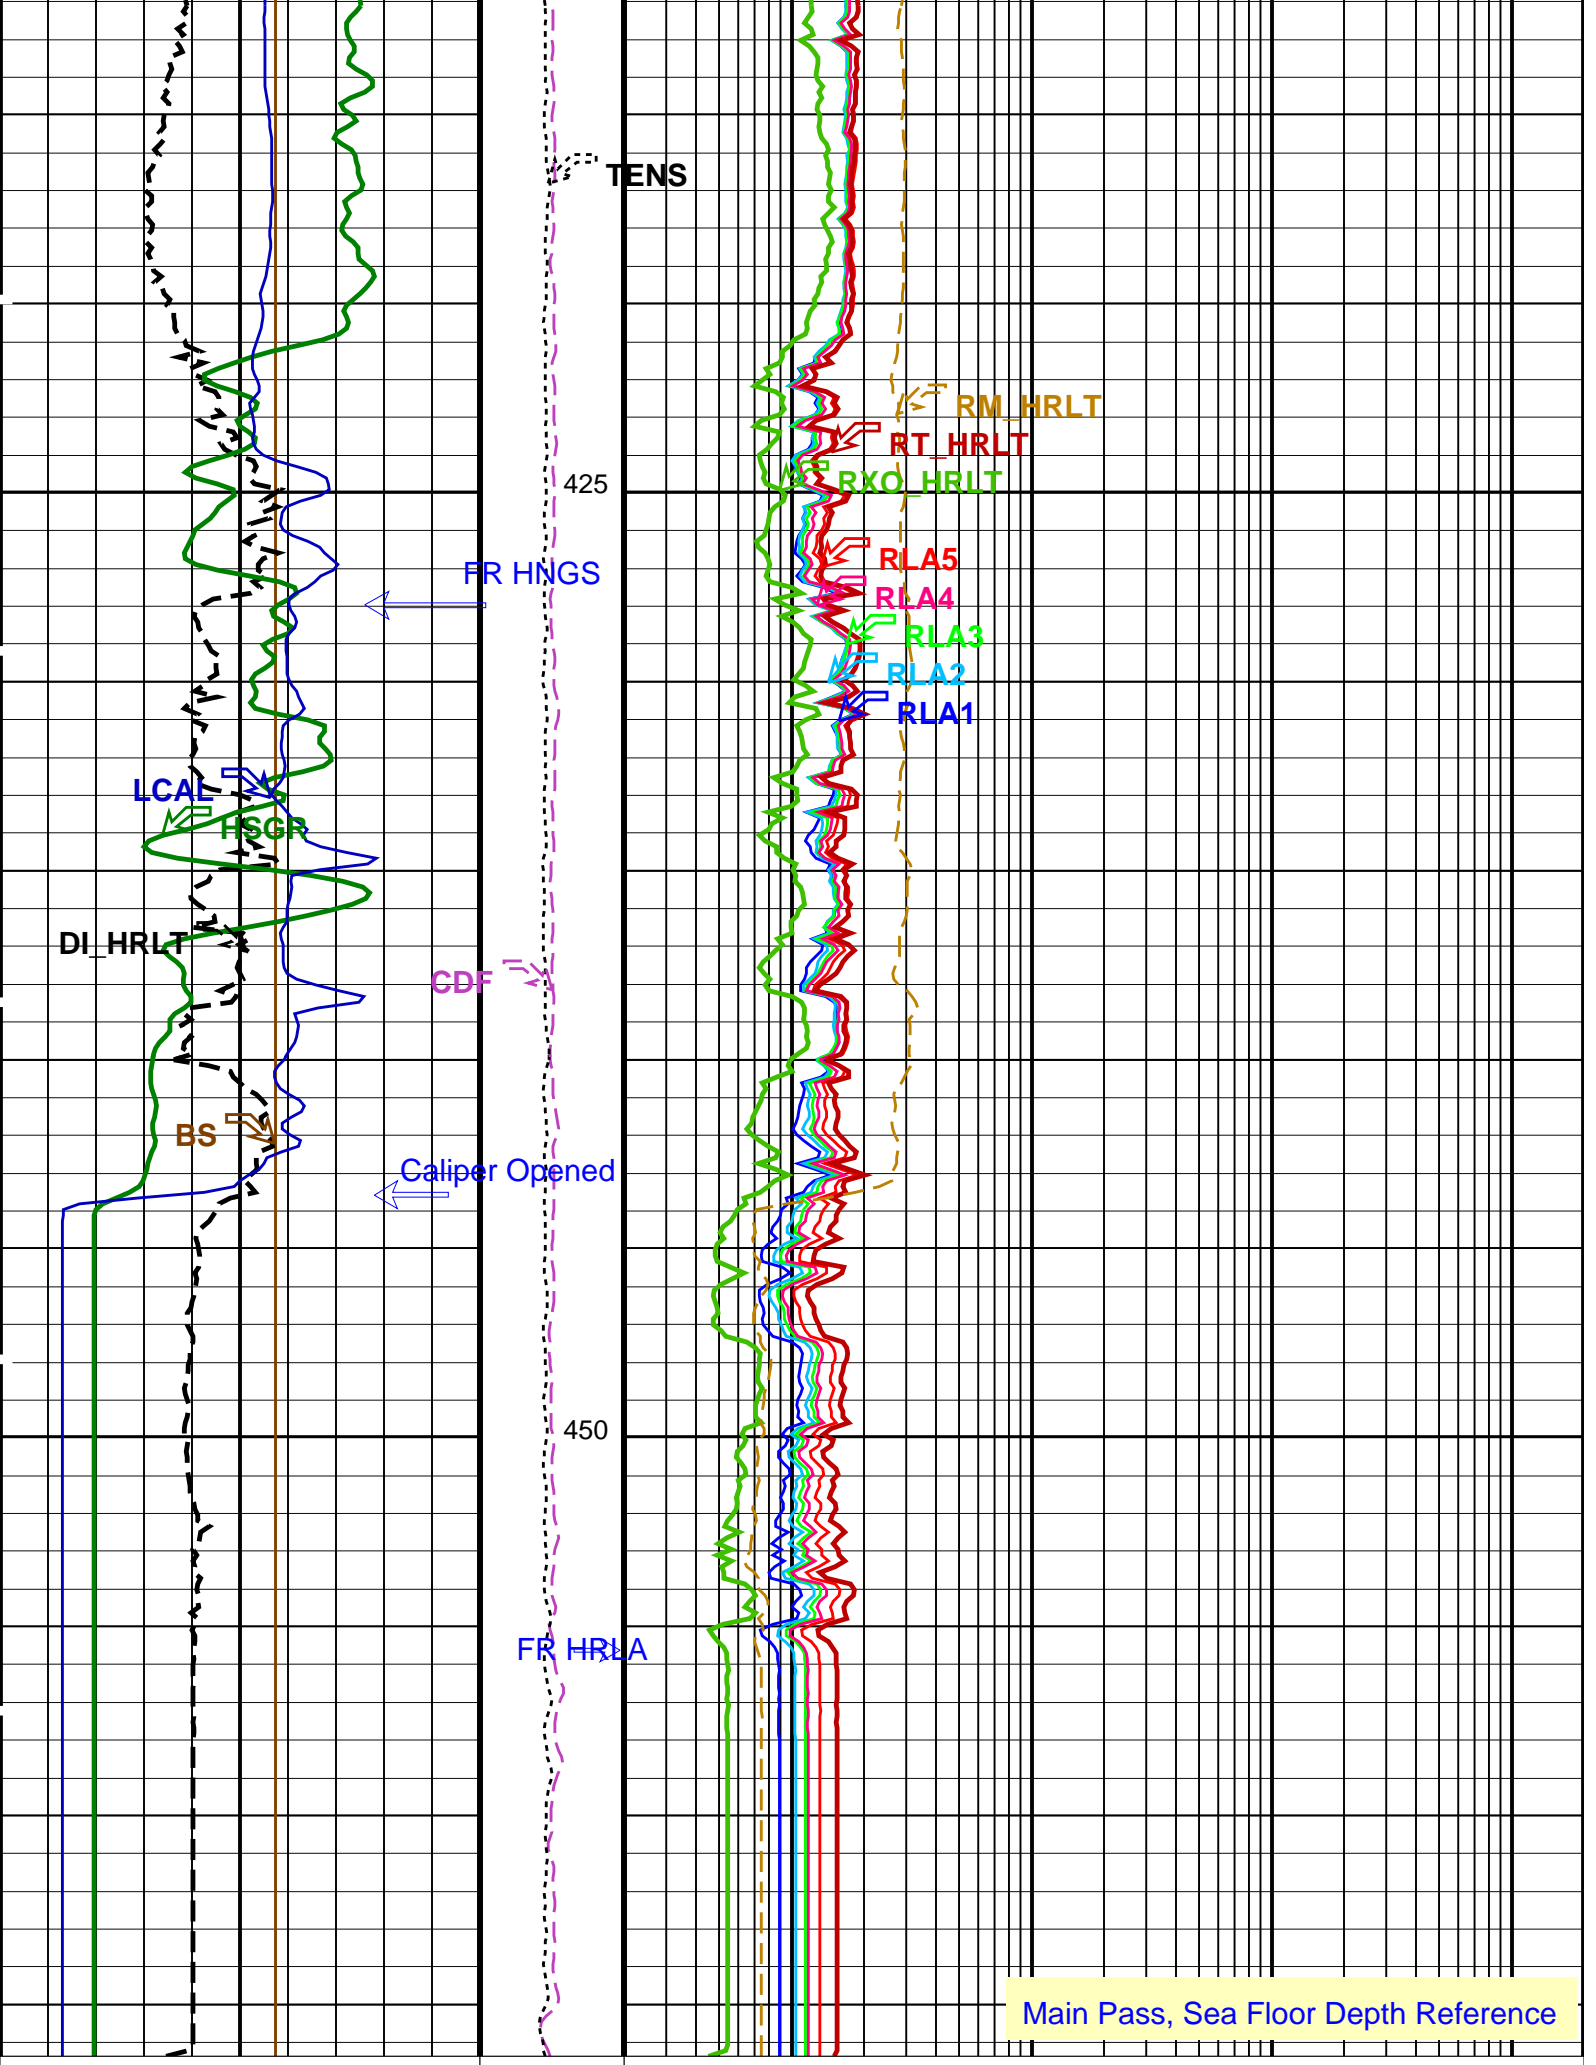 TENS
RM_HRLT
RT_HRLT
RXO_HRLT
425
RLA5
FR HNGS
RLA4
RLA3
RLA2
RLA1
LCAL
HSGR
DI_HRLT
CDF
BS
Caliper Opened
450
FR HRLA
Main Pass, Sea Floor Depth Reference